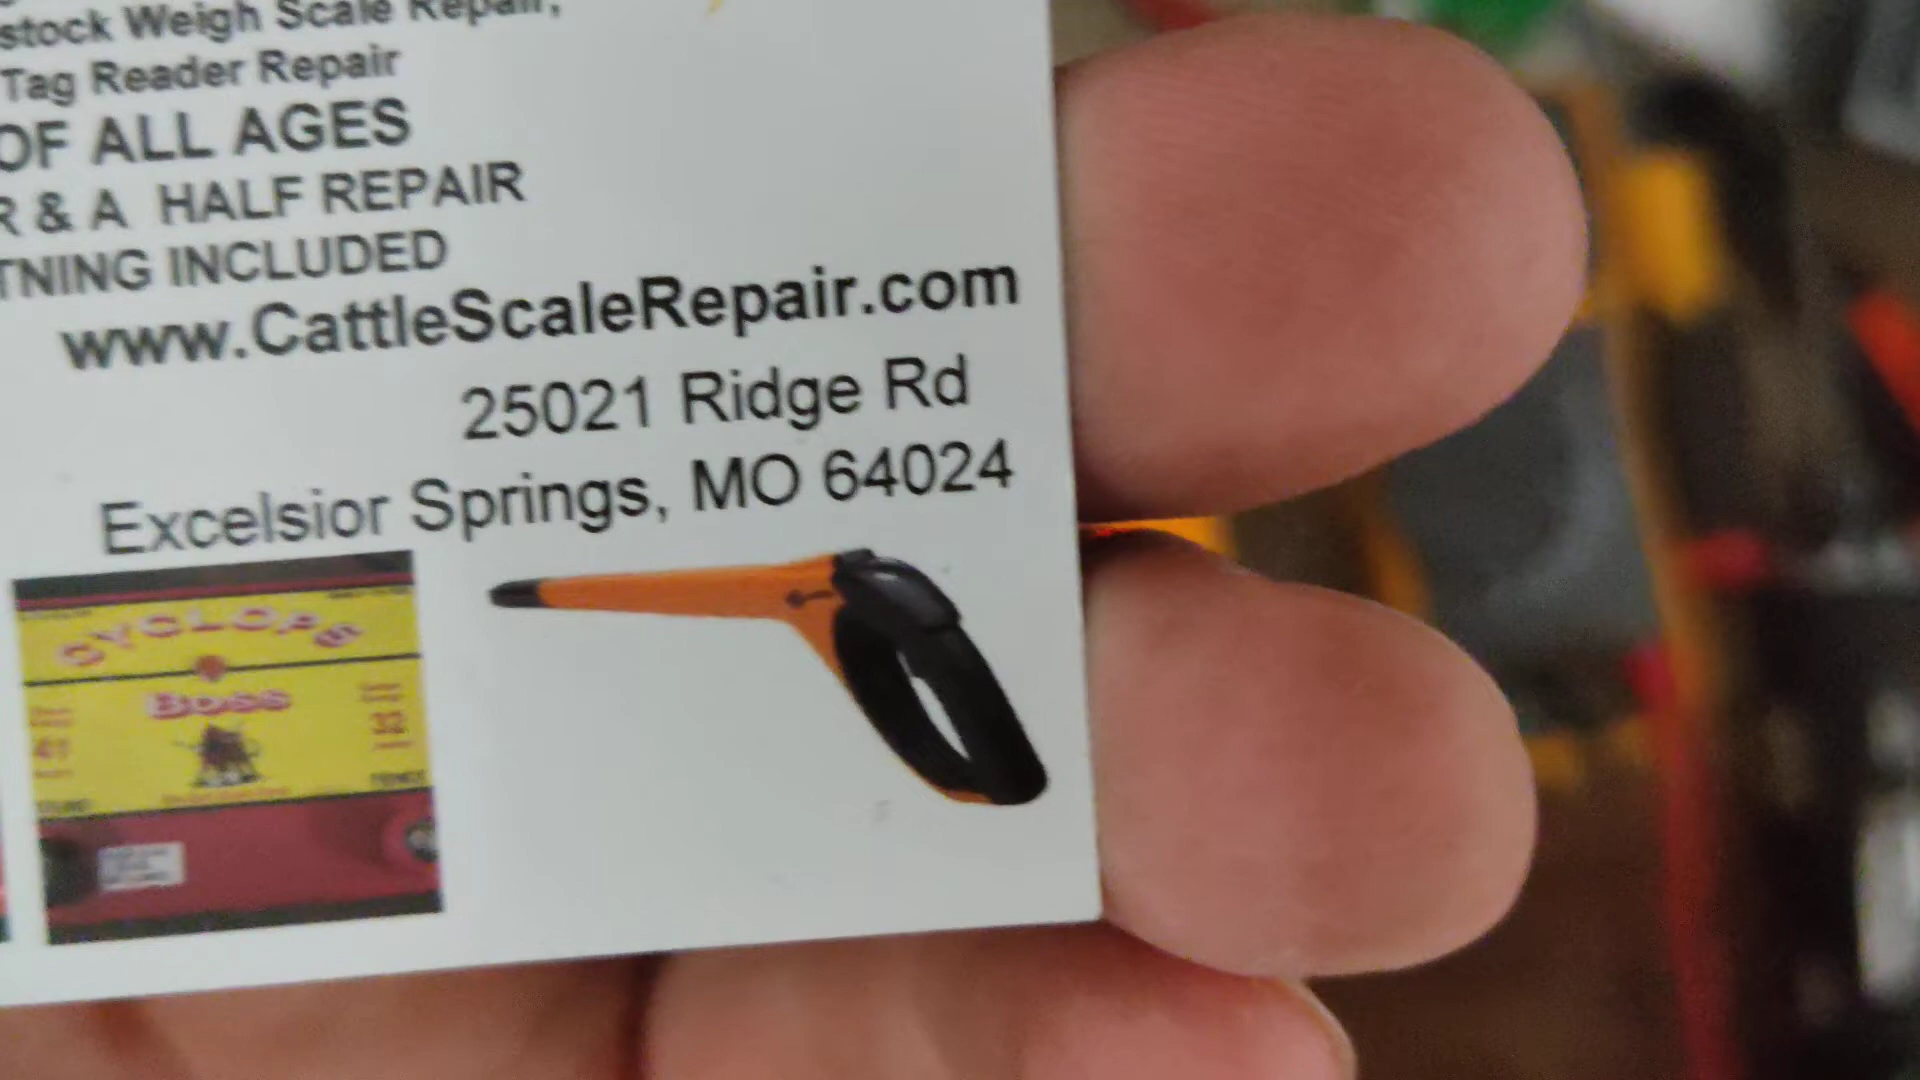 stock Weigh Scale Repair,
Tag Reader Repair
OF ALL AGES
R & A HALF REPAIR
TNING INCLUDED
www.CattleScaleRepair.com
25021 Ridge Rd
Excelsior Springs, MO 64024
CYCLOPS
BOSS